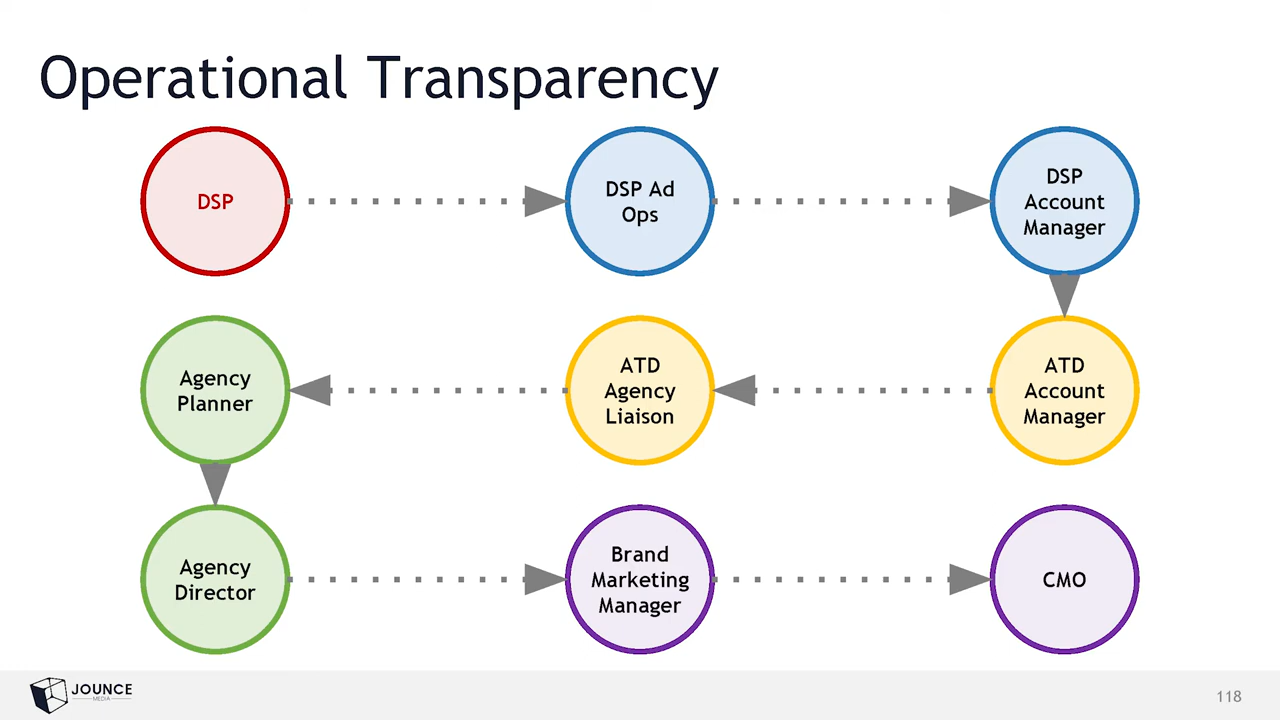 Operational Transparency
DSP
DSP Ad
Ops
DSP
Account
Manager
Agency
Planner
ATD
Agency
Liaison
ATD
Account
Manager
Agency
Director
Brand
Marketing
Manager
CMO
JOUNCE
MEDIA
118